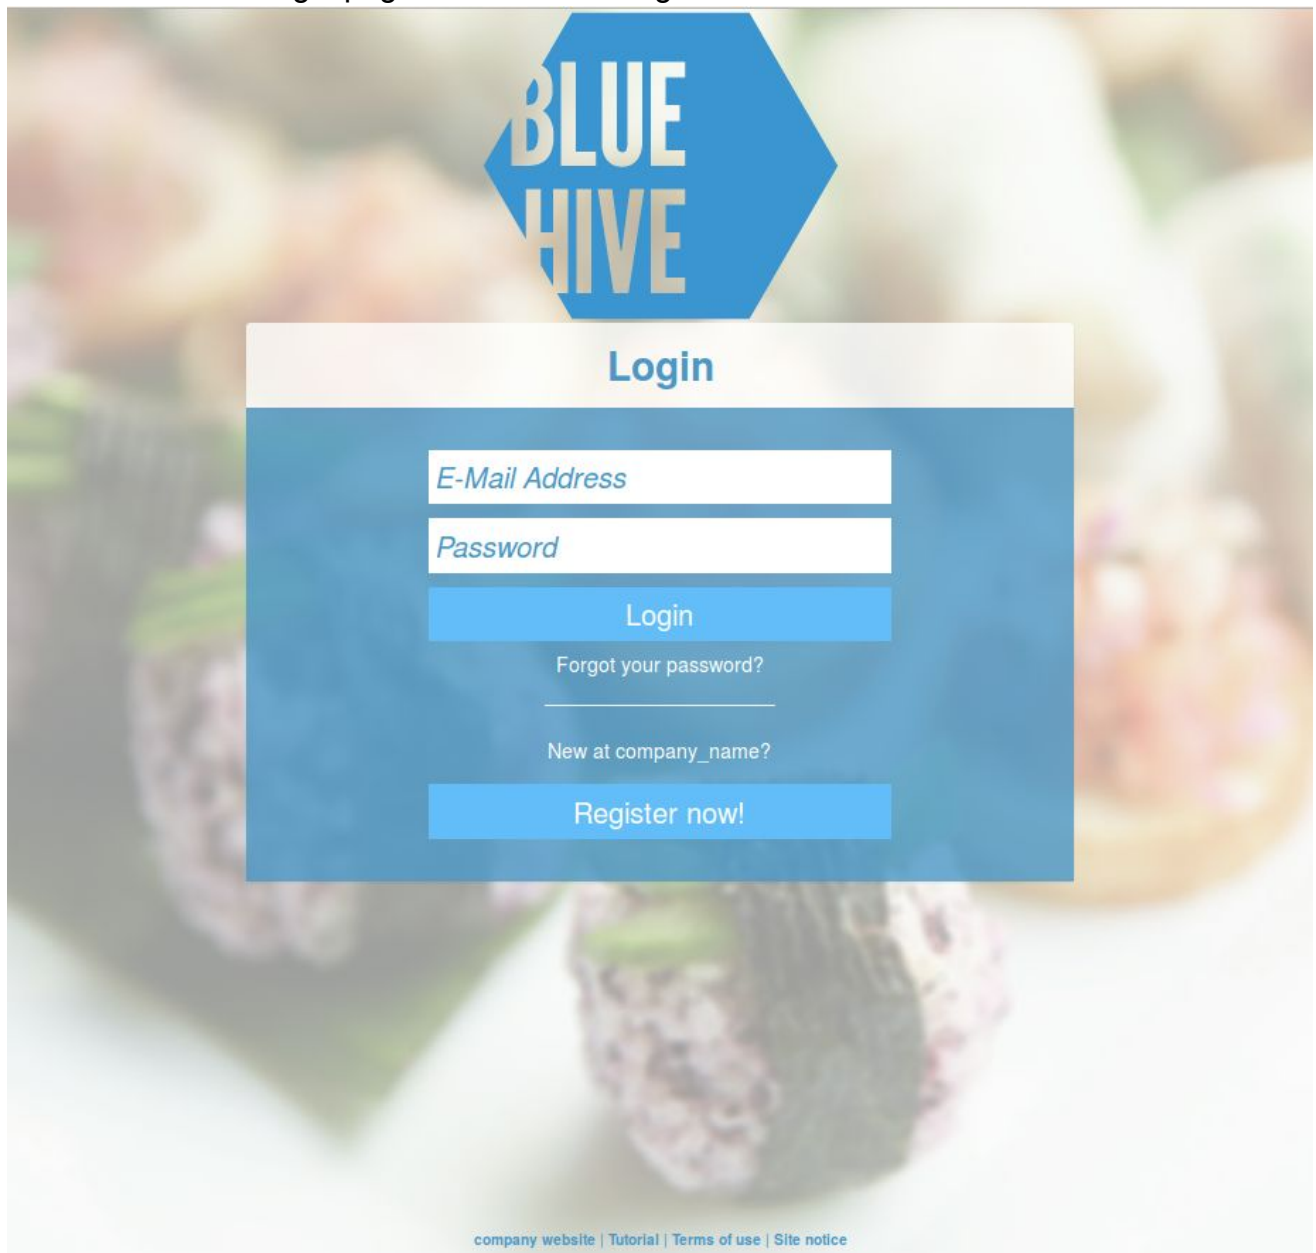 BLUE
HIVE
Login
E-Mail Address
Password
Login
Forgot your password?
New at company_name?
Register now!
company website | Tutorial | Terms of use | Site notice